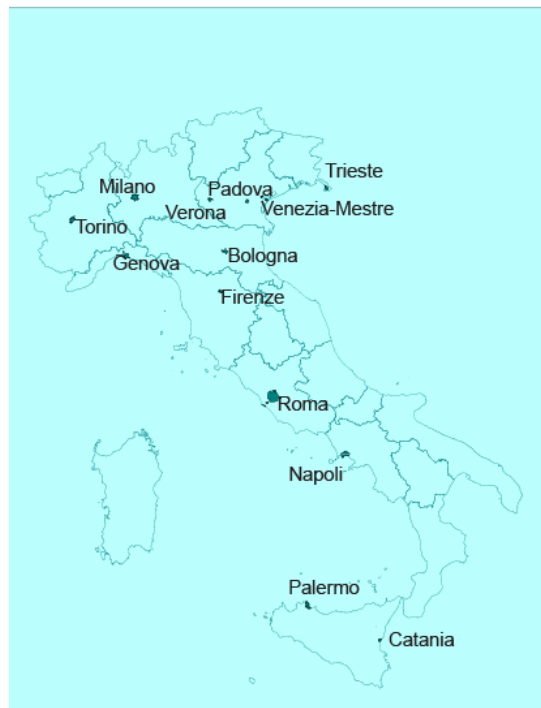 Trieste
Milano
Padova
Verona
Venezia-Mestre
Torino
Genova
Bologna
Firenze
Roma
Napoli
Palermo
Catania